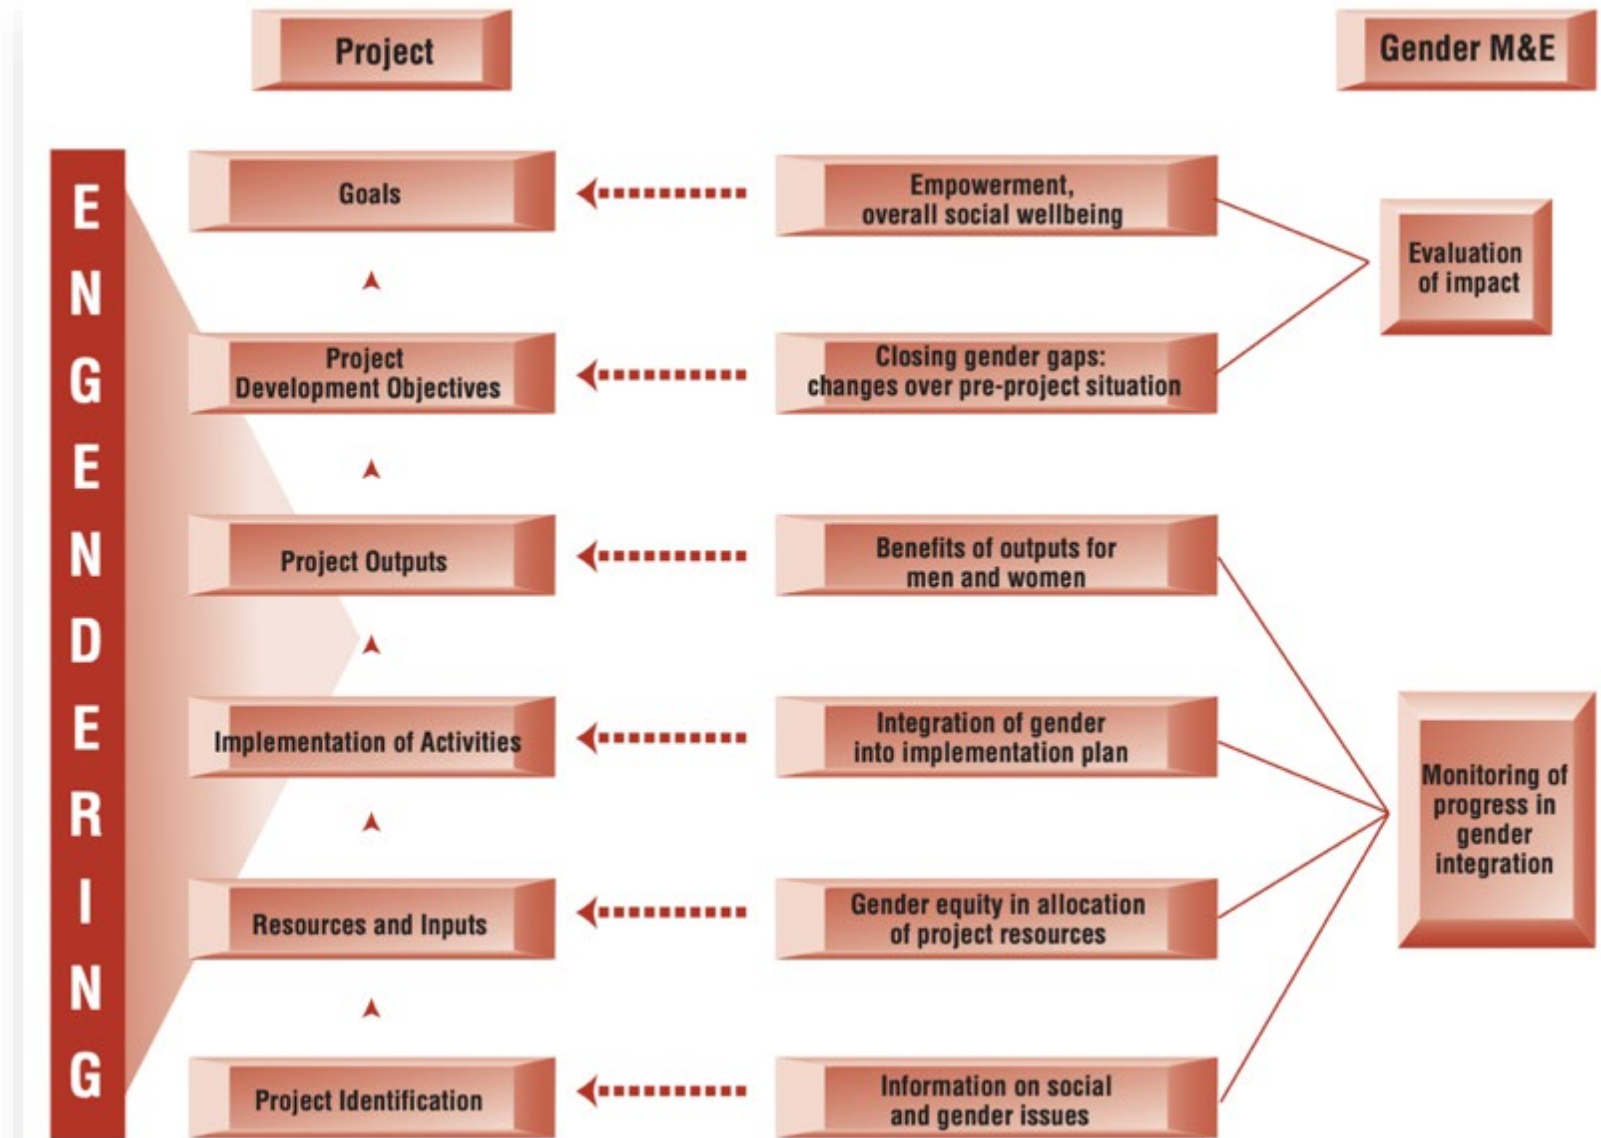 Project
Gender M&E
ENGENDERING
Goals
Empowerment,
overall social wellbeing
Evaluation
of impact
Project
Development Objectives
Closing gender gaps:
changes over pre-project situation
Project Outputs
Benefits of outputs for
men and women
Implementation of Activities
Integration of gender
into implementation plan
Monitoring of
progress in
gender
integration
Resources and Inputs
Gender equity in allocation
of project resources
Project Identification
Information on social
and gender issues